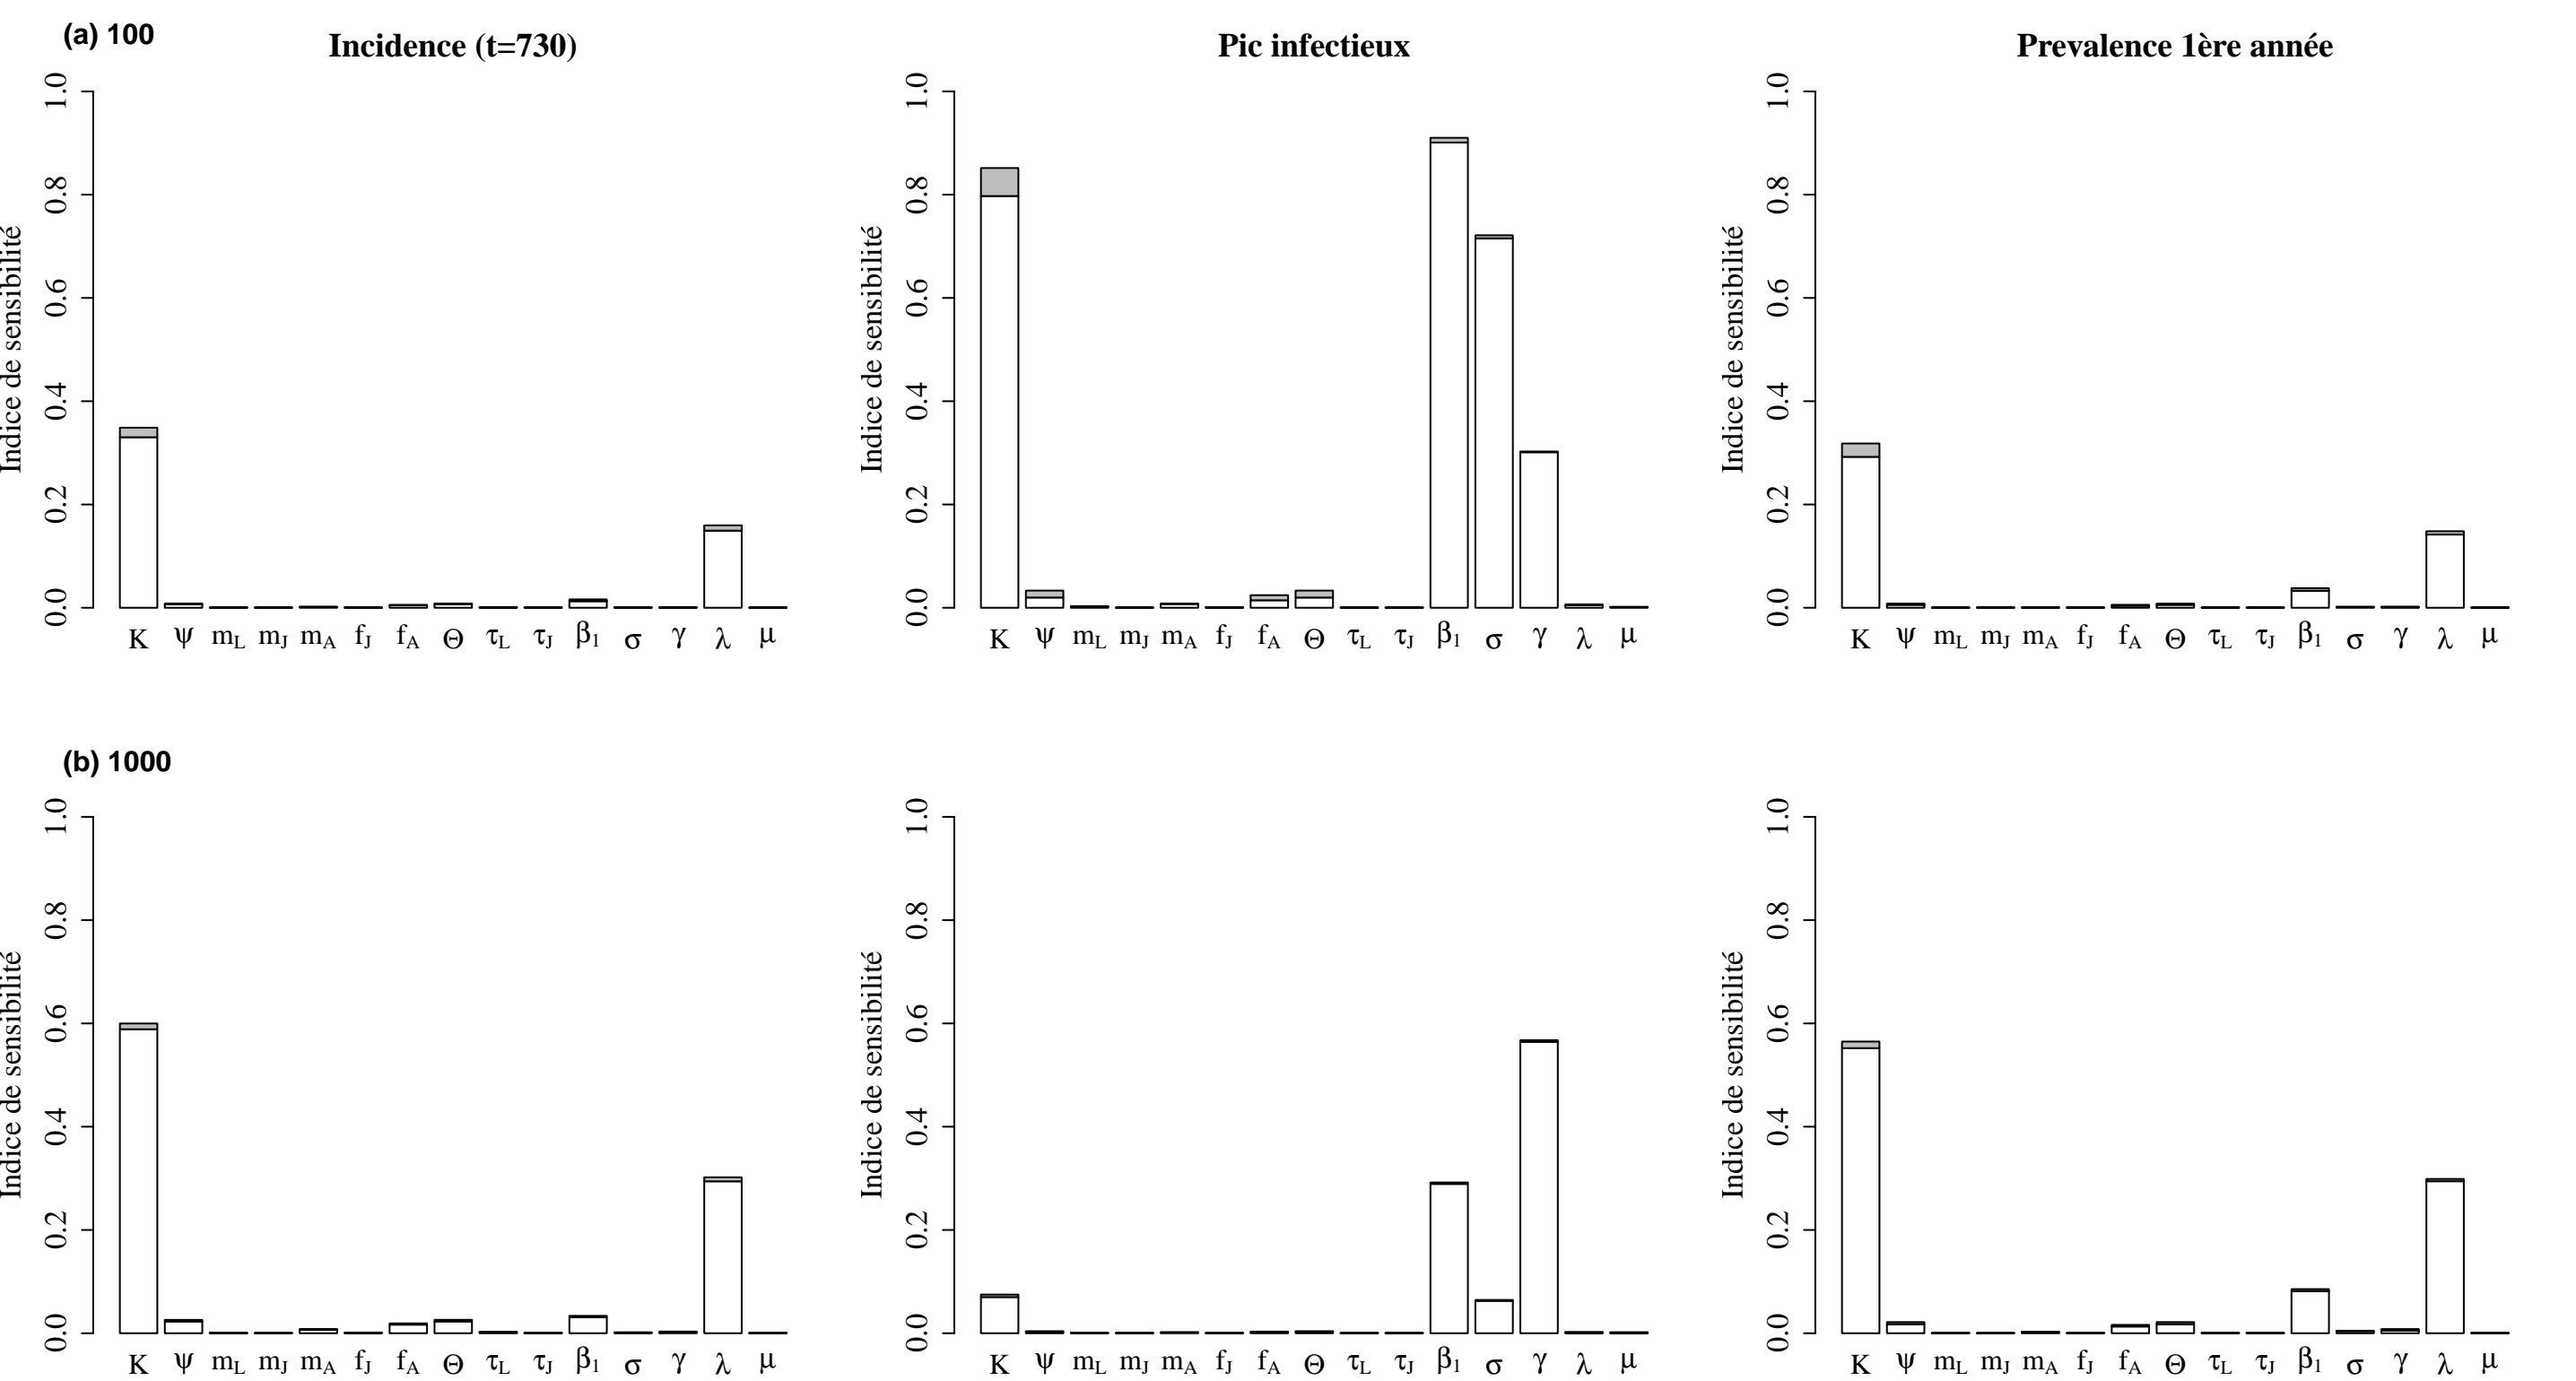 (a) 100
Incidence (t=730)
Pic infectieux
Prevalence 1ère année
Indice de sensibilité
0.0 0.2 0.4 0.6 0.8 1.0
K ψ mL mJ mA fJ fA Θ τL τJ β1 σ γ λ μ
Indice de sensibilité
0.0 0.2 0.4 0.6 0.8 1.0
K ψ mL mJ mA fJ fA Θ τL τJ β1 σ γ λ μ
Indice de sensibilité
0.0 0.2 0.4 0.6 0.8 1.0
K ψ mL mJ mA fJ fA Θ τL τJ β1 σ γ λ μ
(b) 1000
Indice de sensibilité
0.0 0.2 0.4 0.6 0.8 1.0
K ψ mL mJ mA fJ fA Θ τL τJ β1 σ γ λ μ
Indice de sensibilité
0.0 0.2 0.4 0.6 0.8 1.0
K ψ mL mJ mA fJ fA Θ τL τJ β1 σ γ λ μ
Indice de sensibilité
0.0 0.2 0.4 0.6 0.8 1.0
K ψ mL mJ mA fJ fA Θ τL τJ β1 σ γ λ μ